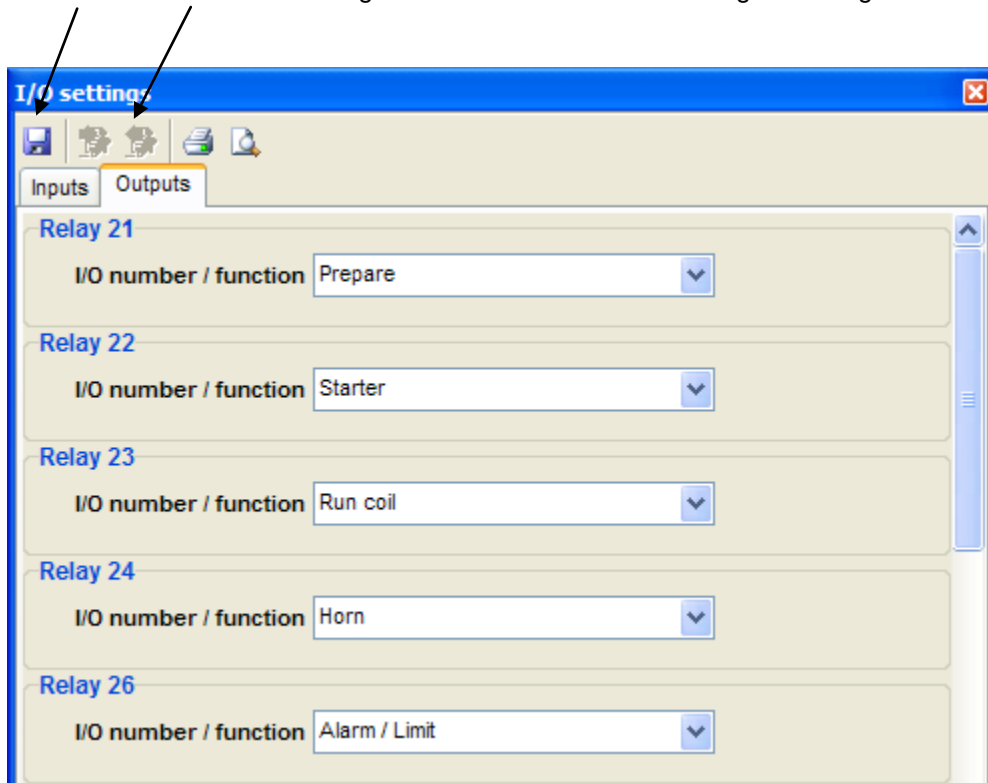 I/O settings
Inputs Outputs
Relay 21
I/O number / function Prepare
Relay 22
I/O number / function Starter
Relay 23
I/O number / function Run coil
Relay 24
I/O number / function Horn
Relay 26
I/O number / function Alarm / Limit